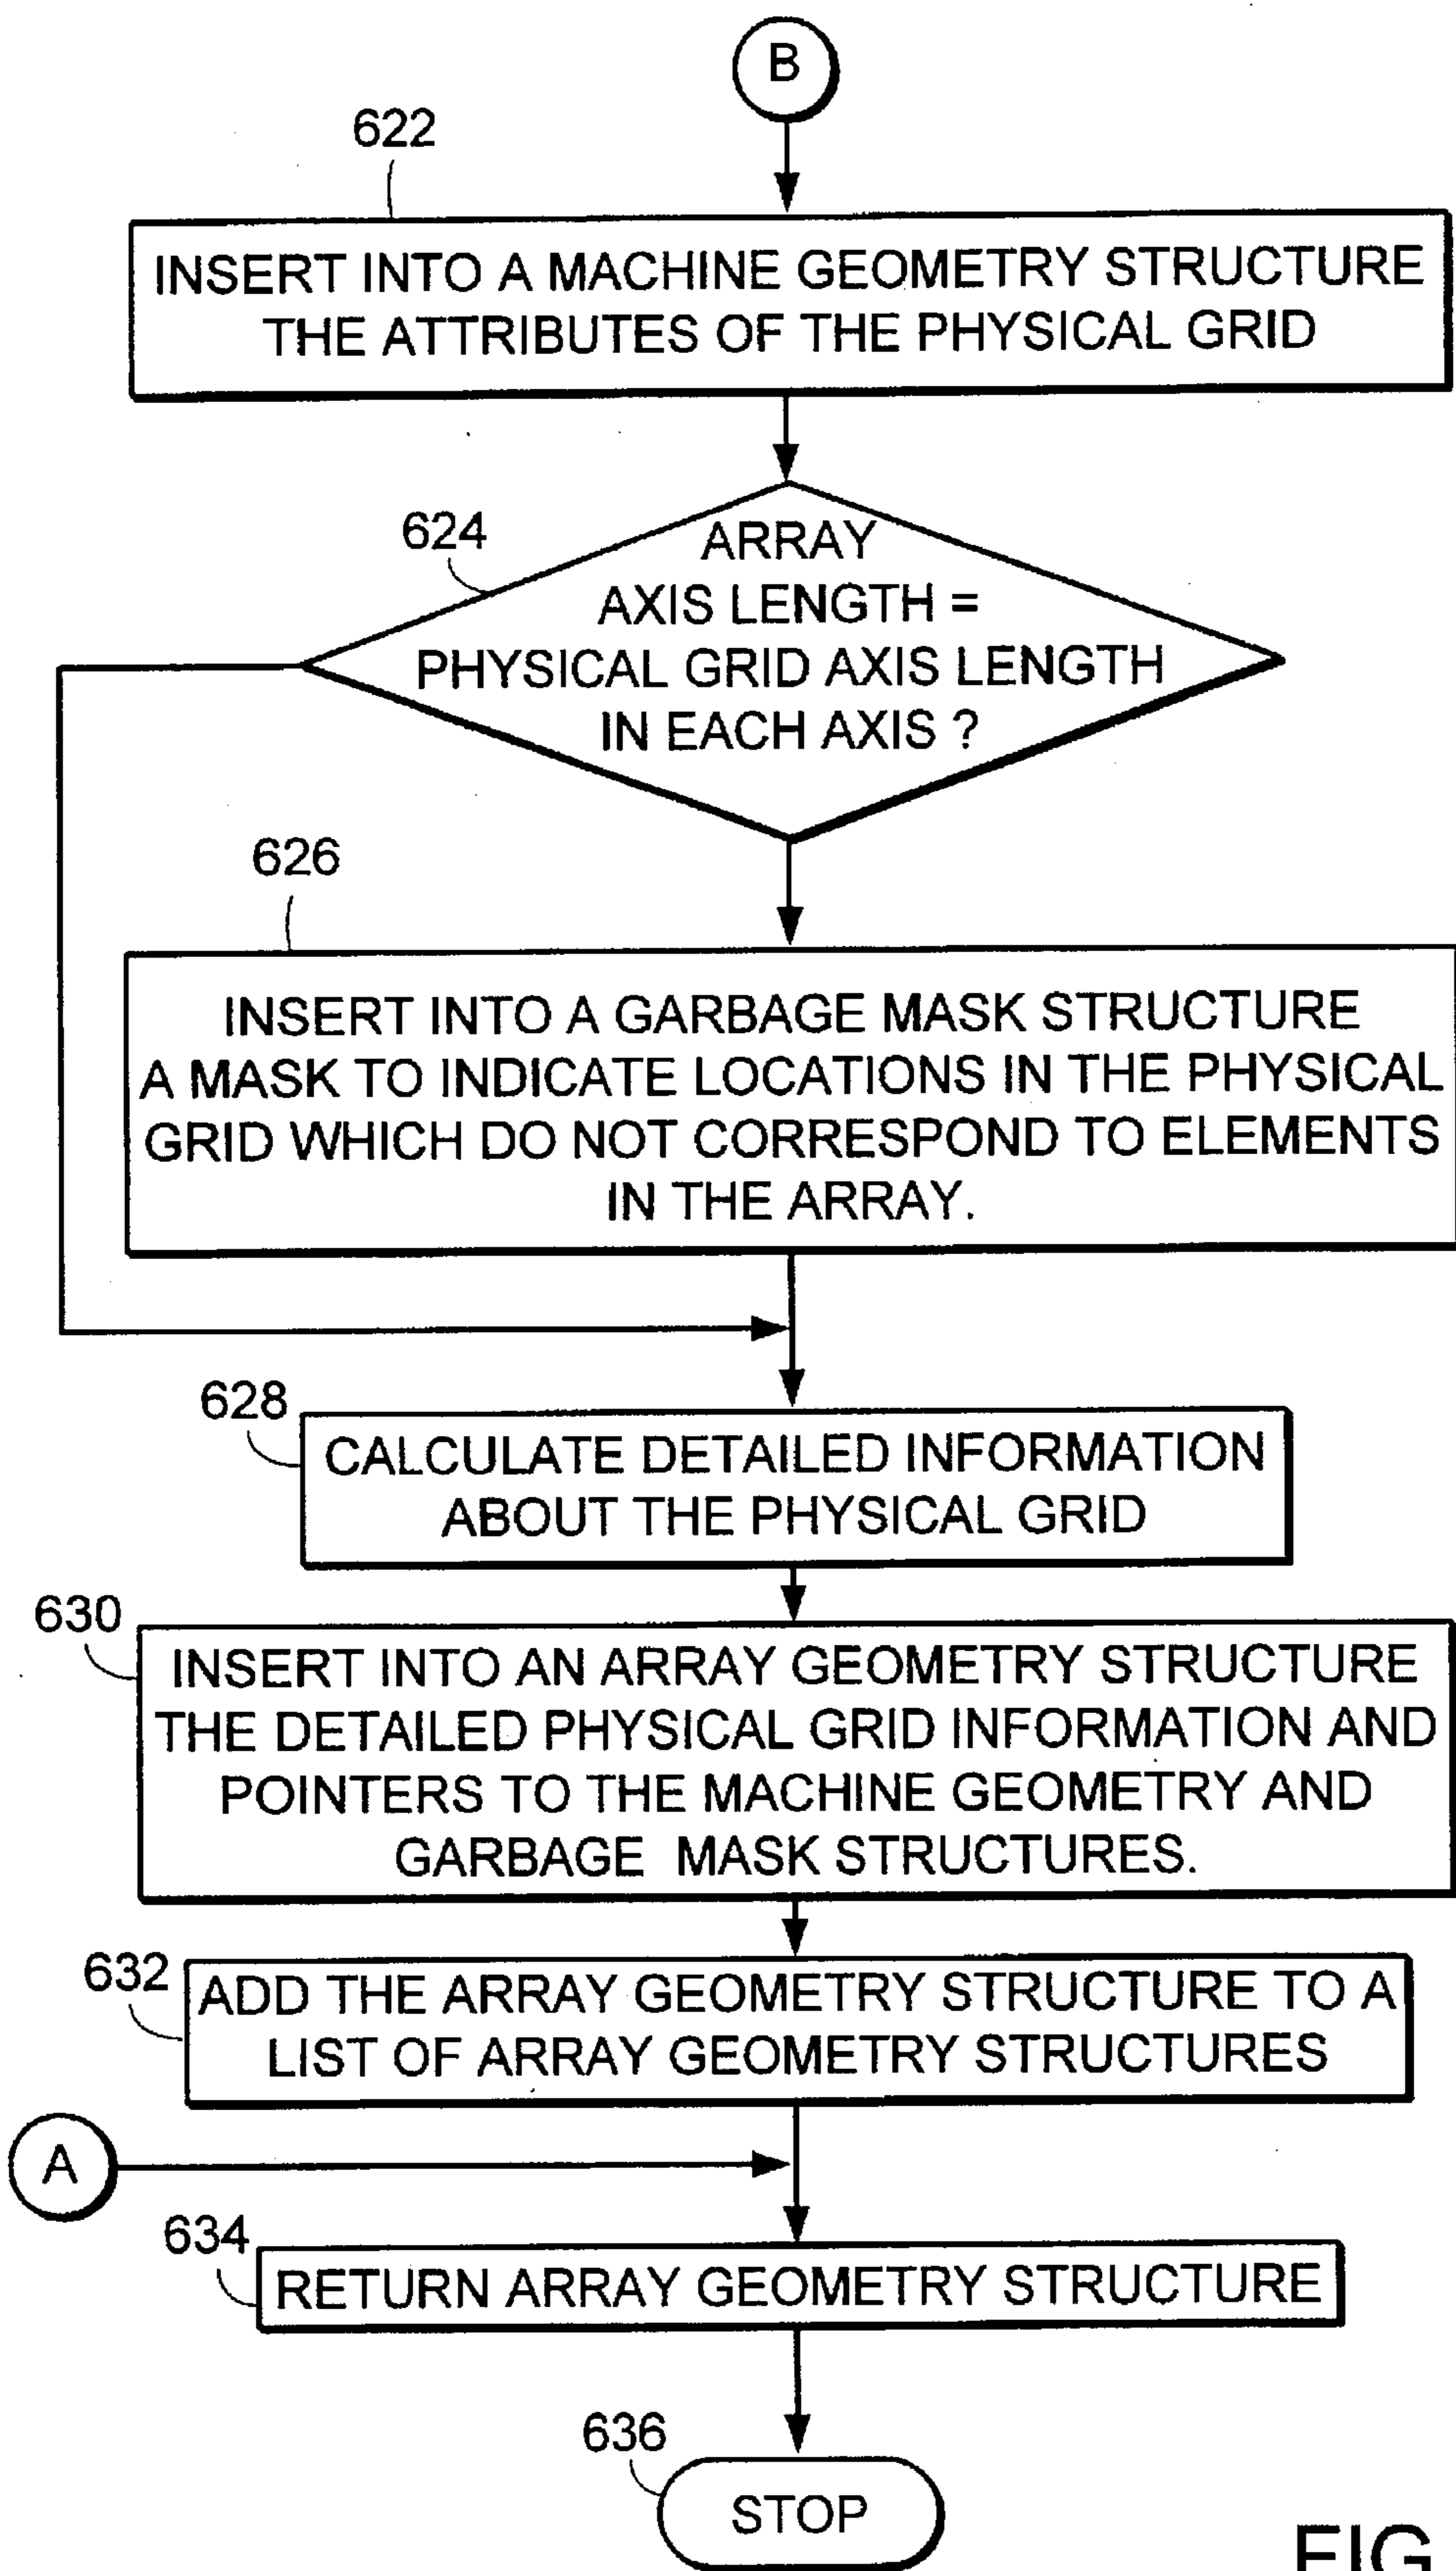 B
622
INSERT INTO A MACHINE GEOMETRY STRUCTURE
THE ATTRIBUTES OF THE PHYSICAL GRID
624
ARRAY
AXIS LENGTH =
PHYSICAL GRID AXIS LENGTH
IN EACH AXIS ?
626
INSERT INTO A GARBAGE MASK STRUCTURE
A MASK TO INDICATE LOCATIONS IN THE PHYSICAL
GRID WHICH DO NOT CORRESPOND TO ELEMENTS
IN THE ARRAY.
628
CALCULATE DETAILED INFORMATION
ABOUT THE PHYSICAL GRID
630
INSERT INTO AN ARRAY GEOMETRY STRUCTURE
THE DETAILED PHYSICAL GRID INFORMATION AND
POINTERS TO THE MACHINE GEOMETRY AND
GARBAGE MASK STRUCTURES.
632
ADD THE ARRAY GEOMETRY STRUCTURE TO A
LIST OF ARRAY GEOMETRY STRUCTURES
A
634
RETURN ARRAY GEOMETRY STRUCTURE
636
STOP
FIG